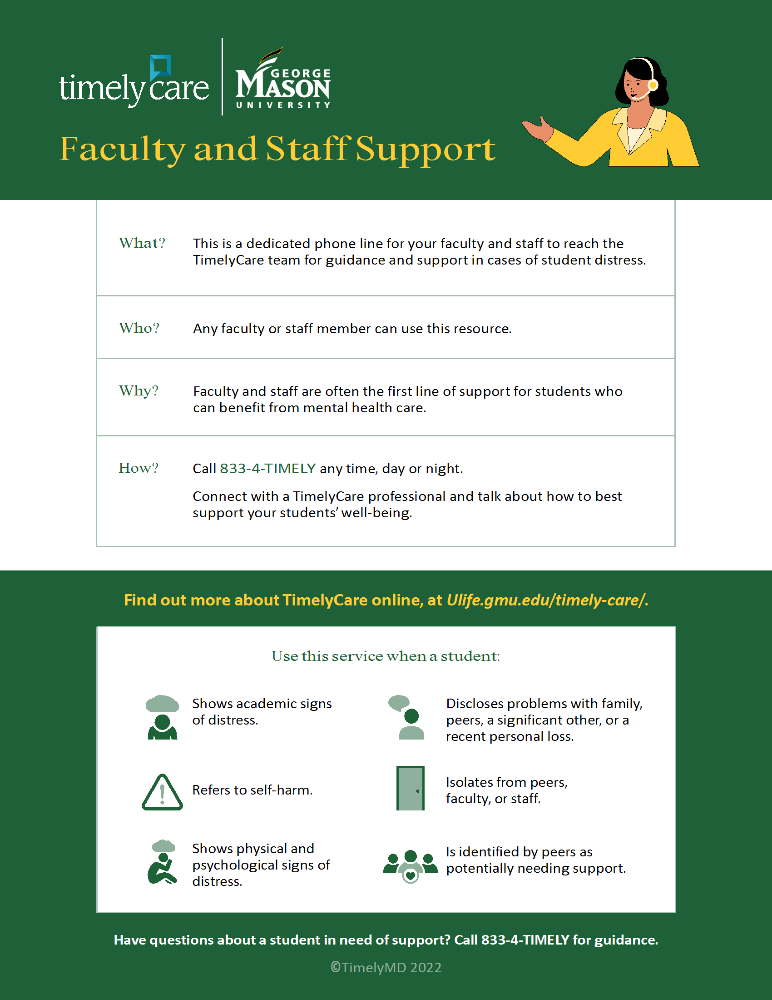 timelycare
GEORGE
MASON
UNIVERSITY
Faculty and Staff Support
What?
This is a dedicated phone line for your faculty and staff to reach the
TimelyCare team for guidance and support in cases of student distress.
Who?
Any faculty or staff member can use this resource.
Why?
Faculty and staff are often the first line of support for students who
can benefit from mental health care.
How?
Call 833-4-TIMELY any time, day or night.
Connect with a TimelyCare professional and talk about how to best
support your students’ well-being.
Find out more about TimelyCare online, at Ulife.gmu.edu/timely-care/.
Use this service when a student:
Shows academic signs
of distress.
Discloses problems with family,
peers, a significant other, or a
recent personal loss.
Refers to self-harm.
Isolates from peers,
faculty, or staff.
Shows physical and
psychological signs of
distress.
Is identified by peers as
potentially needing support.
Have questions about a student in need of support? Call 833-4-TIMELY for guidance.
©TimelyMD 2022